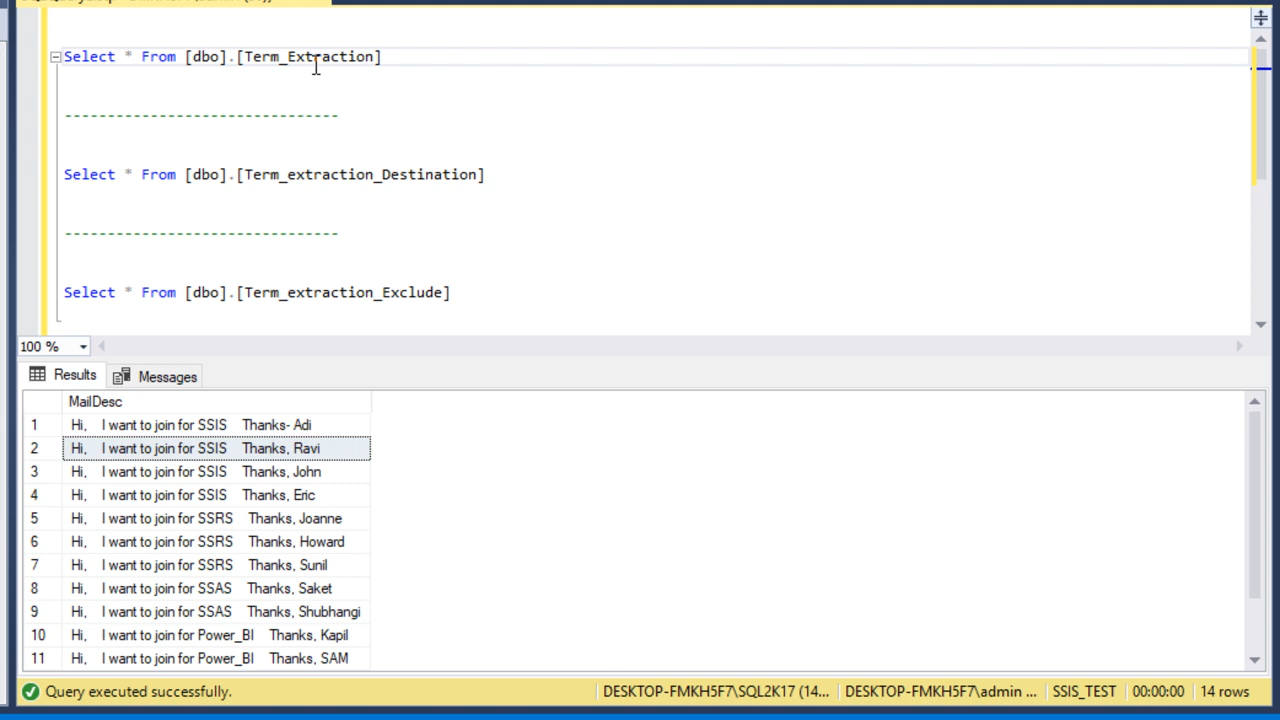 Select * From [dbo].[Term_Extraction]
--------------------------------
Select * From [dbo].[Term_extraction_Destination]
--------------------------------
Select * From [dbo].[Term_extraction_Exclude]
100 %
Results Messages
MailDesc
1 Hi, I want to join for SSIS Thanks- Adi
2 Hi, I want to join for SSIS Thanks, Ravi
3 Hi, I want to join for SSIS Thanks, John
4 Hi, I want to join for SSIS Thanks, Eric
5 Hi, I want to join for SSRS Thanks, Joanne
6 Hi, I want to join for SSRS Thanks, Howard
7 Hi, I want to join for SSRS Thanks, Sunil
8 Hi, I want to join for SSAS Thanks, Saket
9 Hi, I want to join for SSAS Thanks, Shubhangi
10 Hi, I want to join for Power_BI Thanks, Kapil
11 Hi, I want to join for Power_BI Thanks, SAM
Query executed successfully. DESKTOP-FMKH5F7\SQL2K17 (14... DESKTOP-FMKH5F7\admin ... SSIS_TEST 00:00:00 14 rows